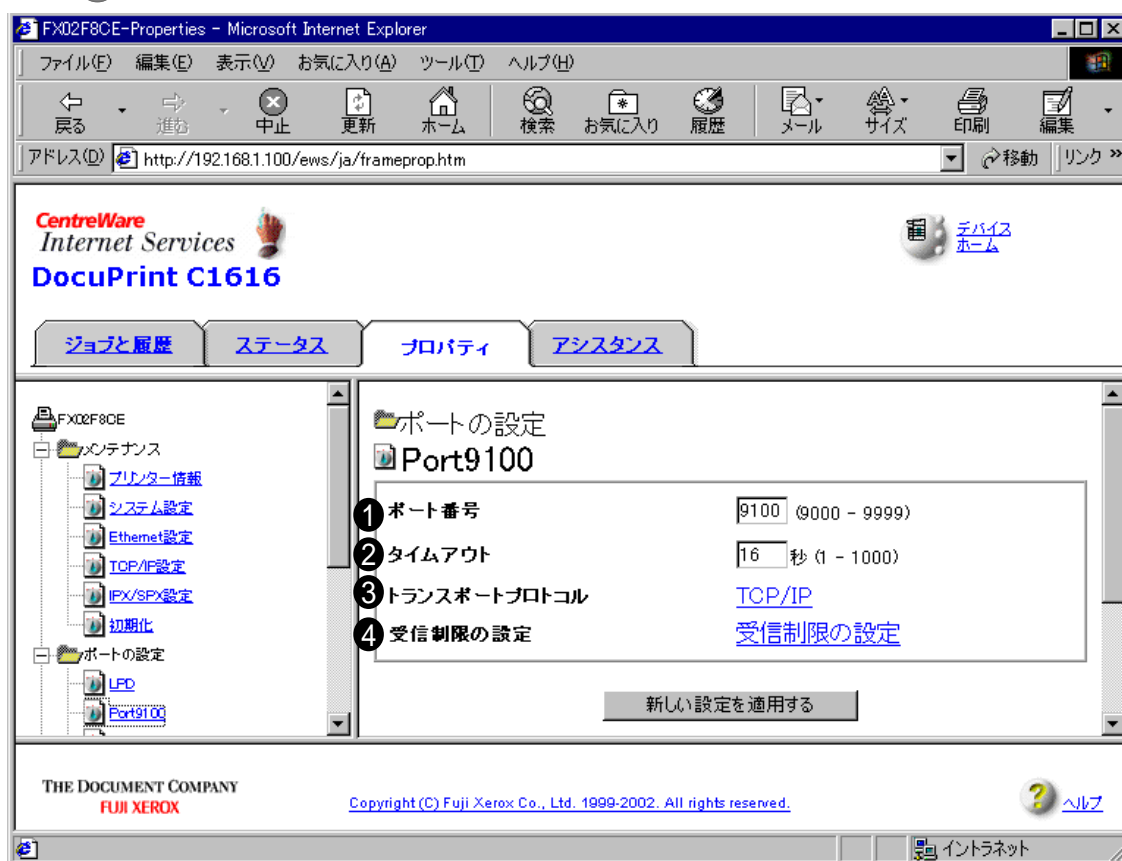 FX02F8CE-Properties - Microsoft Internet Explorer
ファイル(F) 編集(E) 表示(V) お気に入り(A) ツール(T) ヘルプ(H)
戻る 進む 中止 更新 ホーム 検索 お気に入り 履歴 メール サイズ 印刷 編集
アドレス(D) http://192.168.1.100/ews/ja/frameprop.htm 移動 リンク »
CentreWare
Internet Services
DocuPrint C1616
デバイス
ホーム
ジョブと履歴 ステータス プロパティ アシスタンス
FX02F8CE
メンテナンス
プリンター情報
システム設定
Ethernet設定
TCP/IP設定
IPX/SPX設定
初期化
ポートの設定
LPD
Port9100
ポートの設定
Port9100
1 ポート番号 9100 (9000 - 9999)
2 タイムアウト 16 秒 (1 - 1000)
3 トランスポートプロトコル TCP/IP
4 受信制限の設定 受信制限の設定
新しい設定を適用する
THE DOCUMENT COMPANY
FUJI XEROX
Copyright (C) Fuji Xerox Co., Ltd. 1999-2002. All rights reserved.
ヘルプ
イントラネット